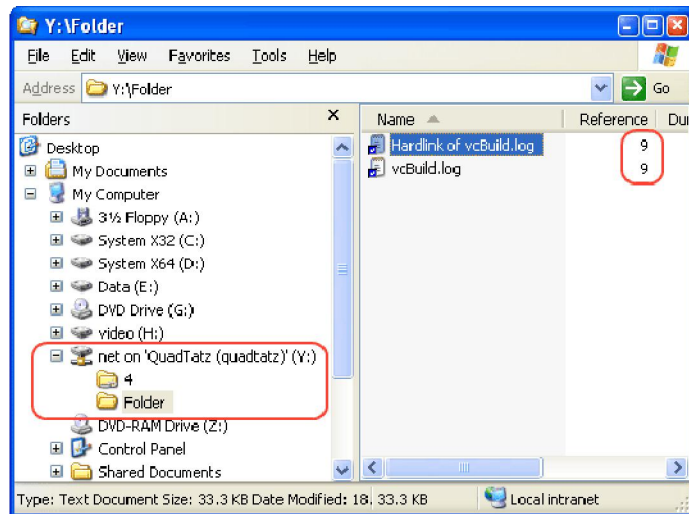 Y:\Folder
File Edit View Favorites Tools Help
Address Y:\Folder Go
Folders x
Desktop
My Documents
My Computer
3½ Floppy (A:)
System X32 (C:)
System X64 (D:)
Data (E:)
DVD Drive (G:)
video (H:)
net on 'QuadTatz (quadtatz)' (Y:)
4
Folder
DVD-RAM Drive (Z:)
Control Panel
Shared Documents
Name Reference Dur
Hardlink of vcBuild.log 9
vcBuild.log 9
Type: Text Document Size: 33.3 KB Date Modified: 18. 33.3 KB Local intranet